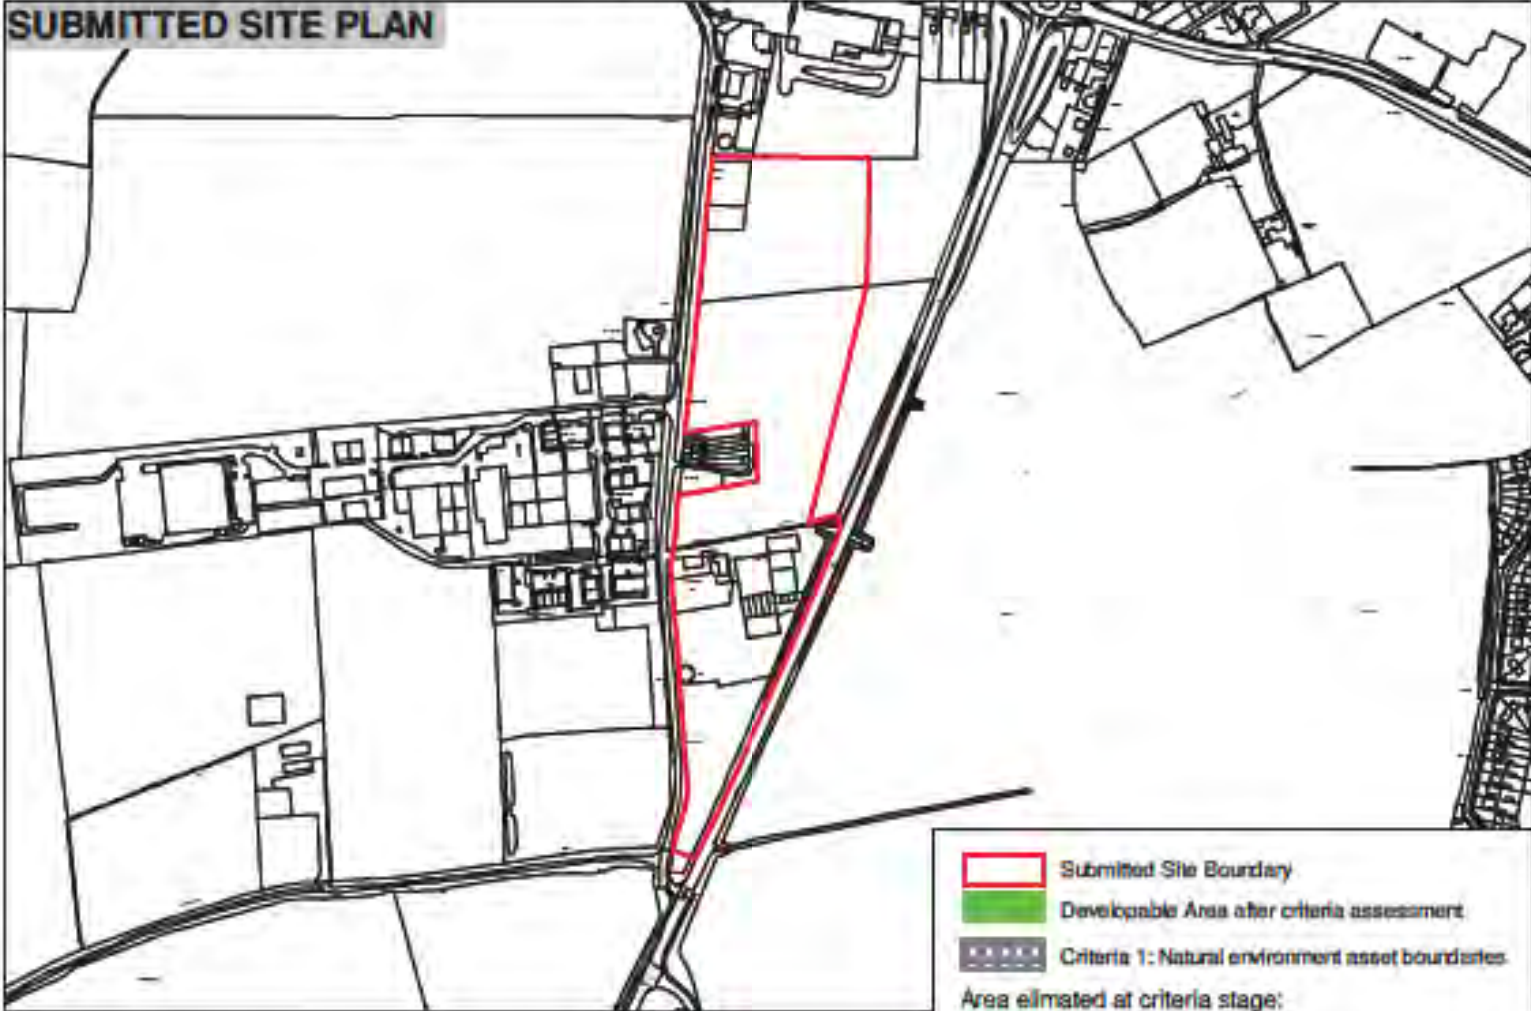 SUBMITTED SITE PLAN
Submitted Site Boundary
Developable Area after criteria assessment
Criteria 1: Natural environment asset boundaries
Area elimated at criteria stage: